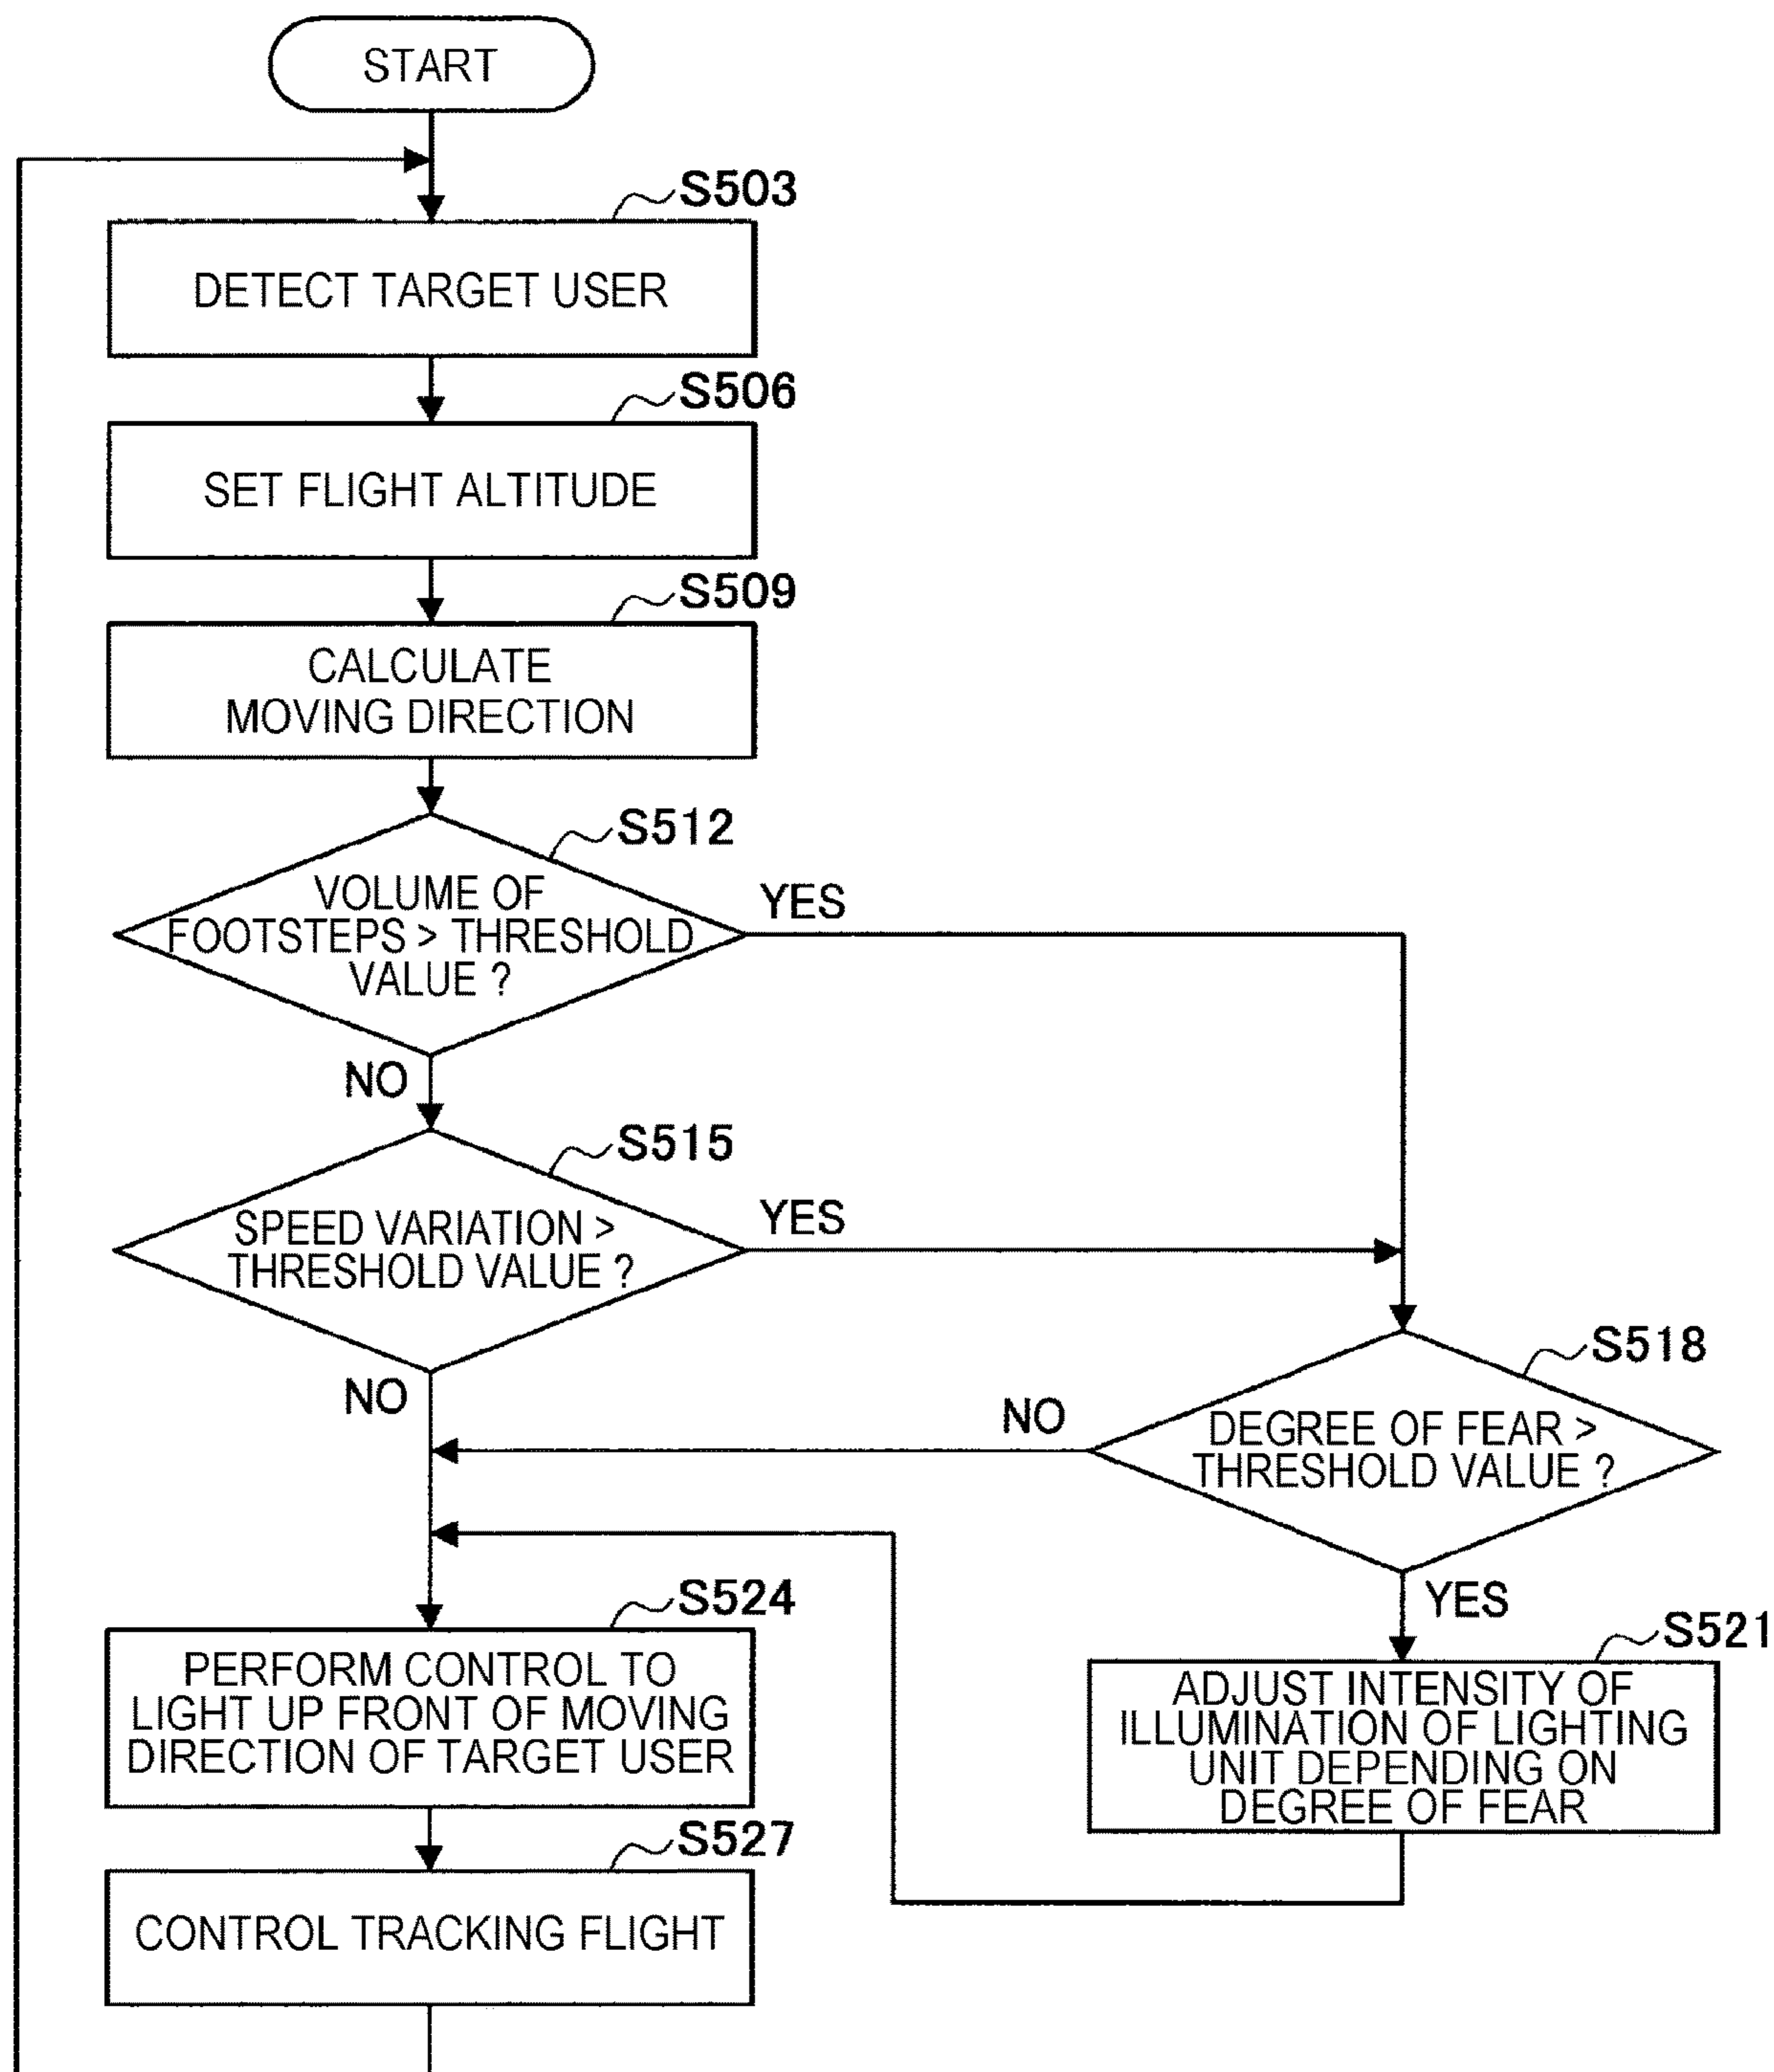 START
S503
DETECT TARGET USER
S506
SET FLIGHT ALTITUDE
S509
CALCULATE
MOVING DIRECTION
S512
VOLUME OF
FOOTSTEPS > THRESHOLD
VALUE ?
YES
NO
S515
SPEED VARIATION >
THRESHOLD VALUE ?
YES
NO
S518
DEGREE OF FEAR >
THRESHOLD VALUE ?
NO
YES
S521
ADJUST INTENSITY OF
ILLUMINATION OF LIGHTING
UNIT DEPENDING ON
DEGREE OF FEAR
S524
PERFORM CONTROL TO
LIGHT UP FRONT OF MOVING
DIRECTION OF TARGET USER
S527
CONTROL TRACKING FLIGHT